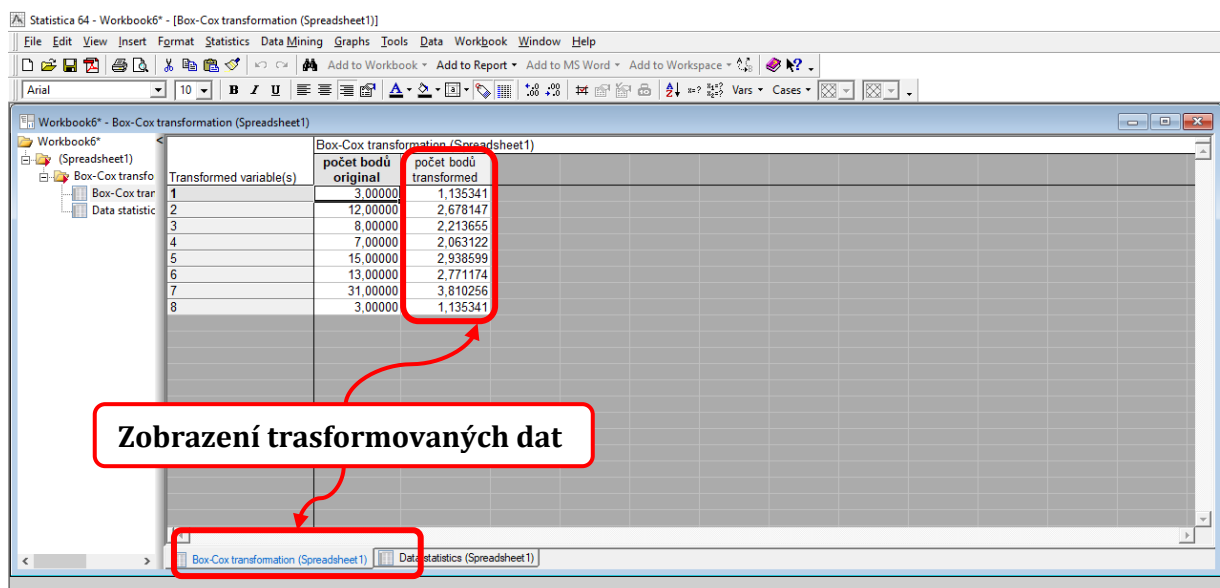 Statistica 64 - Workbook6* - [Box-Cox transformation (Spreadsheet1)]
File Edit View Insert Format Statistics Data Mining Graphs Tools Data Workbook Window Help
Add to Workbook Add to Report Add to MS Word Add to Workspace
Arial 10 B I U Vars Cases
Workbook6* - Box-Cox transformation (Spreadsheet1)
Workbook6*
(Spreadsheet1)
Box-Cox transfo
Box-Cox tran
Data statistic
Box-Cox transformation (Spreadsheet1)
Transformed variable(s) počet bodů original počet bodů transformed
1 3,00000 1,135341
2 12,00000 2,678147
3 8,00000 2,213655
4 7,00000 2,063122
5 15,00000 2,938599
6 13,00000 2,771174
7 31,00000 3,810256
8 3,00000 1,135341
Zobrazení trasformovaných dat
Box-Cox transformation (Spreadsheet1) Data statistics (Spreadsheet1)